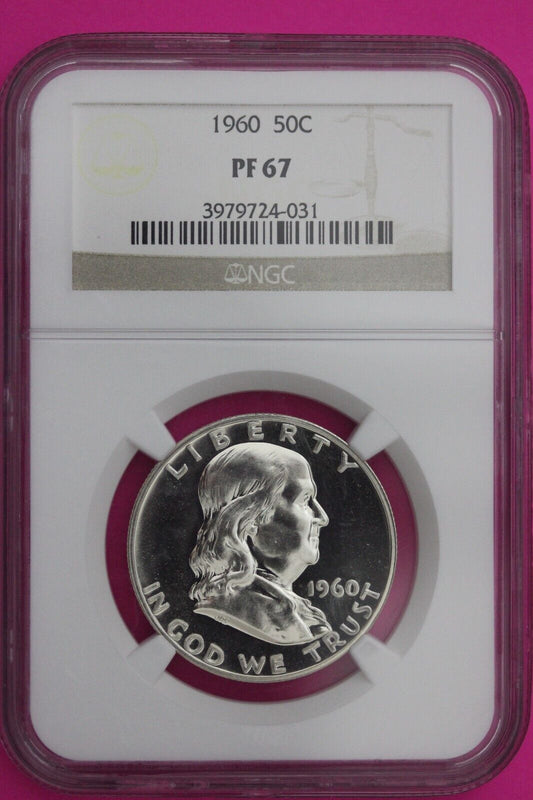 1960 50C
PF 67
3979724-031
NGC
LIBERTY
1960
IN GOD WE TRUST